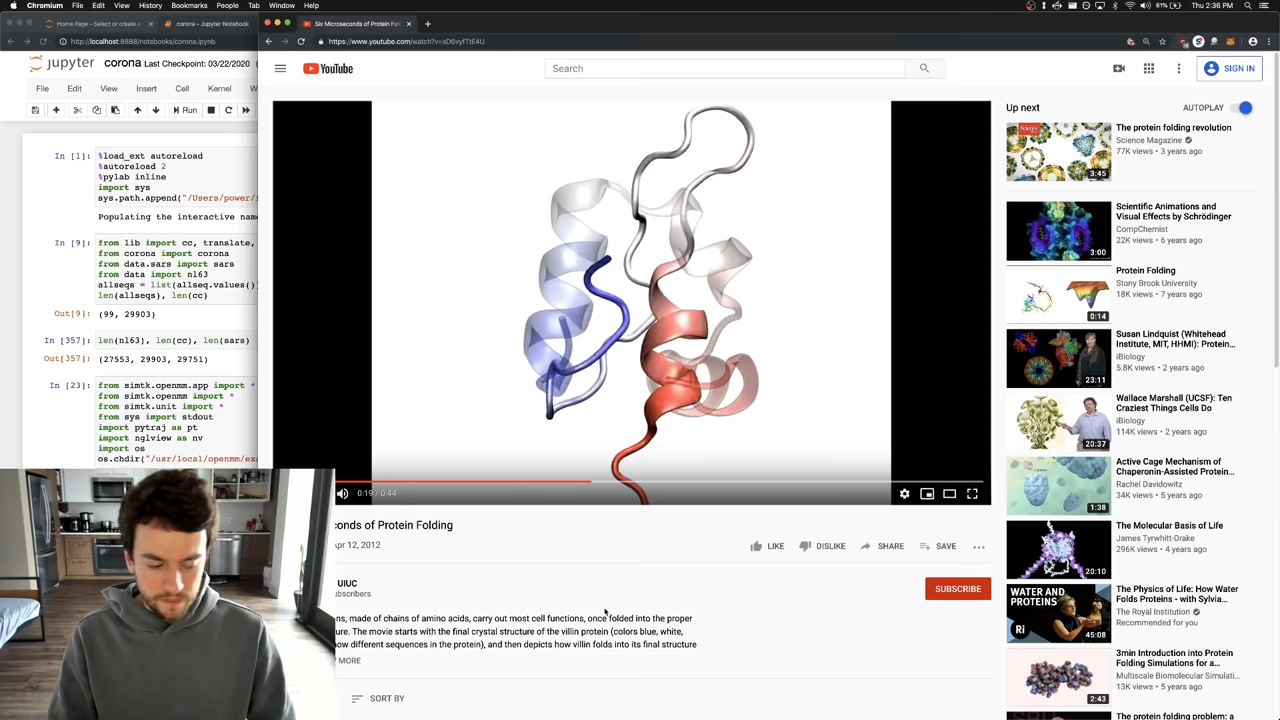 Chromium File Edit View History Bookmarks People Tab Window Help
61% Thu 2:36 PM
Home Page - Select or create
corona - Jupyter Notebook
Six Microseconds of Protein Fol
http://localhost:8888/notebooks/corona.ipynb
https://www.youtube.com/watch?v=sD6vyfTtE4U
jupyter corona Last Checkpoint: 03/22/2020
YouTube
Search
SIGN IN
File Edit View Insert Cell Kernel
Run
In [1]: %load_ext autoreload
%autoreload 2
%pylab inline
import sys
sys.path.append("/Users/power/
Populating the interactive name
In [9]: from lib import cc, translate,
from corona import corona
from data.sars import sars
from data import nl63
allseqs = list(allseq.values()
len(allseqs), len(cc)
Out[9]: (99, 29903)
In [357]: len(nl63), len(cc), len(sars)
Out[357]: (27553, 29903, 29751)
In [23]: from simtk.openmm.app import *
from simtk.openmm import *
from simtk.unit import *
from sys import stdout
import pytraj as pt
import nglview as nv
import os
os.chdir("/usr/local/openmm/exa
0:19 / 0:44
onds of Protein Folding
Apr 12, 2012
LIKE DISLIKE SHARE SAVE
UIUC
ubscribers
SUBSCRIBE
ns, made of chains of amino acids, carry out most cell functions, once folded into the proper
ure. The movie starts with the final crystal structure of the villin protein (colors blue, white,
how different sequences in the protein), and then depicts how villin folds into its final structure
MORE
SORT BY
Up next
AUTOPLAY
The protein folding revolution
Science Magazine
77K views • 3 years ago
3:45
Scientific Animations and
Visual Effects by Schrödinger
CompChemist
22K views • 6 years ago
3:00
Protein Folding
Stony Brook University
18K views • 7 years ago
0:14
Susan Lindquist (Whitehead
Institute, MIT, HHMI): Protein...
iBiology
5.8K views • 2 years ago
23:11
Wallace Marshall (UCSF): Ten
Craziest Things Cells Do
iBiology
114K views • 2 years ago
20:37
Active Cage Mechanism of
Chaperonin-Assisted Protein...
Rachel Davidowitz
34K views • 5 years ago
1:38
The Molecular Basis of Life
James Tyrwhitt-Drake
296K views • 4 years ago
20:10
The Physics of Life: How Water
Folds Proteins - with Sylvia...
The Royal Institution
Recommended for you
WATER AND
PROTEINS
Ri
45:08
3min Introduction into Protein
Folding Simulations for a...
Multiscale Biomolecular Simulati...
13K views • 5 years ago
2:43
The protein folding problem: a